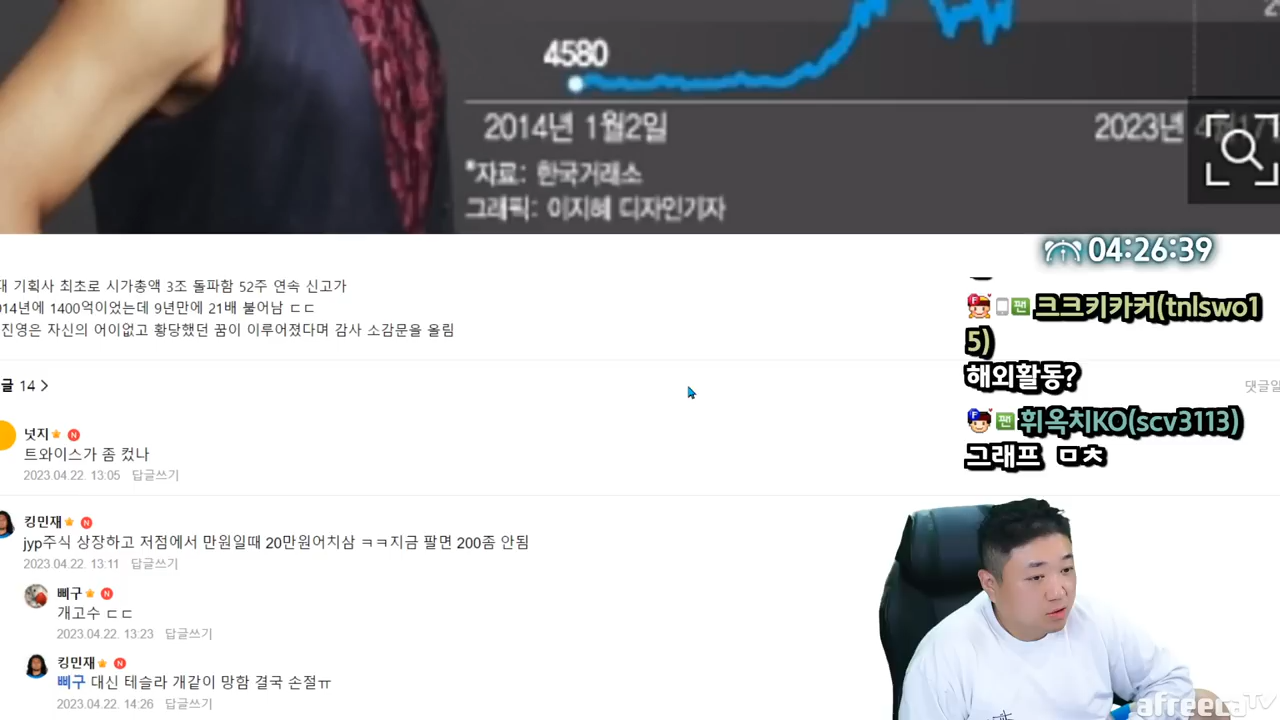 4580
2014년 1월2일
2023년
*자료: 한국거래소
그래픽: 이지혜 디자인기자
04:26:39
대 기획사 최초로 시가총액 3조 돌파함 52주 연속 신고가
014년에 1400억이었는데 9년만에 21배 불어남 ㄷㄷ
진영은 자신의 어이없고 황당했던 꿈이 이루어졌다며 감사 소감문을 올림
글 14 >
댓글알
넛지 N
트와이스가 좀 컸나
2023.04.22. 13:05 답글쓰기
킹민재 N
jyp주식 상장하고 저점에서 만원일때 20만원어치삼 ㅋㅋ지금 팔면 200좀 안됨
2023.04.22. 13:11 답글쓰기
삐구 N
개고수 ㄷㄷ
2023.04.22. 13:23 답글쓰기
킹민재 N
삐구 대신 테슬라 개같이 망함 결국 손절ㅠ
2023.04.22. 14:26 답글쓰기
팬 크크키카커(tnlswo1
5)
해외활동?
팬 휘옥치KO(scv3113)
그래프 ㅁㅊ
afreecaTV